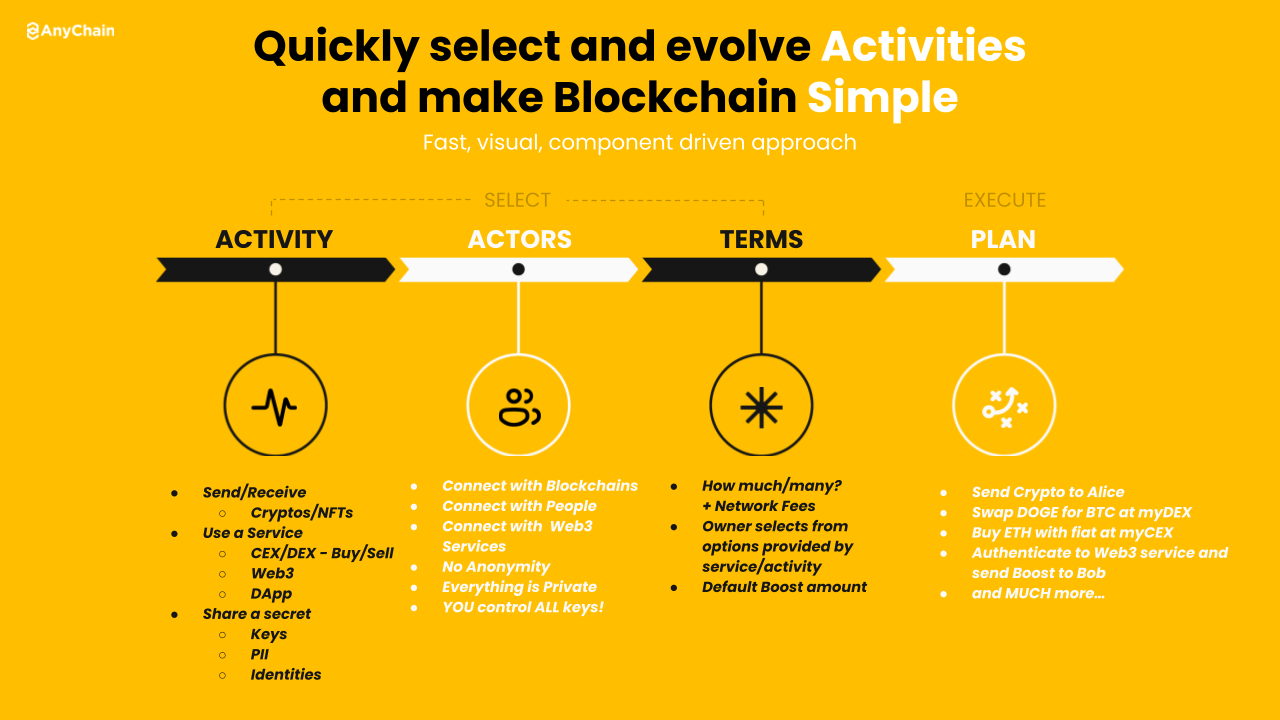 AnyChain
Quickly select and evolve Activities
and make Blockchain Simple
Fast, visual, component driven approach
SELECT
EXECUTE
ACTIVITY
ACTORS
TERMS
PLAN
● Send/Receive
○ Cryptos/NFTs
● Use a Service
○ CEX/DEX - Buy/Sell
○ Web3
○ DApp
● Share a secret
○ Keys
○ PII
○ Identities
● Connect with Blockchains
● Connect with People
● Connect with Web3
Services
● No Anonymity
● Everything is Private
● YOU control ALL keys!
● How much/many?
+ Network Fees
● Owner selects from
options provided by
service/activity
● Default Boost amount
● Send Crypto to Alice
● Swap DOGE for BTC at myDEX
● Buy ETH with fiat at myCEX
● Authenticate to Web3 service and
send Boost to Bob
● and MUCH more…